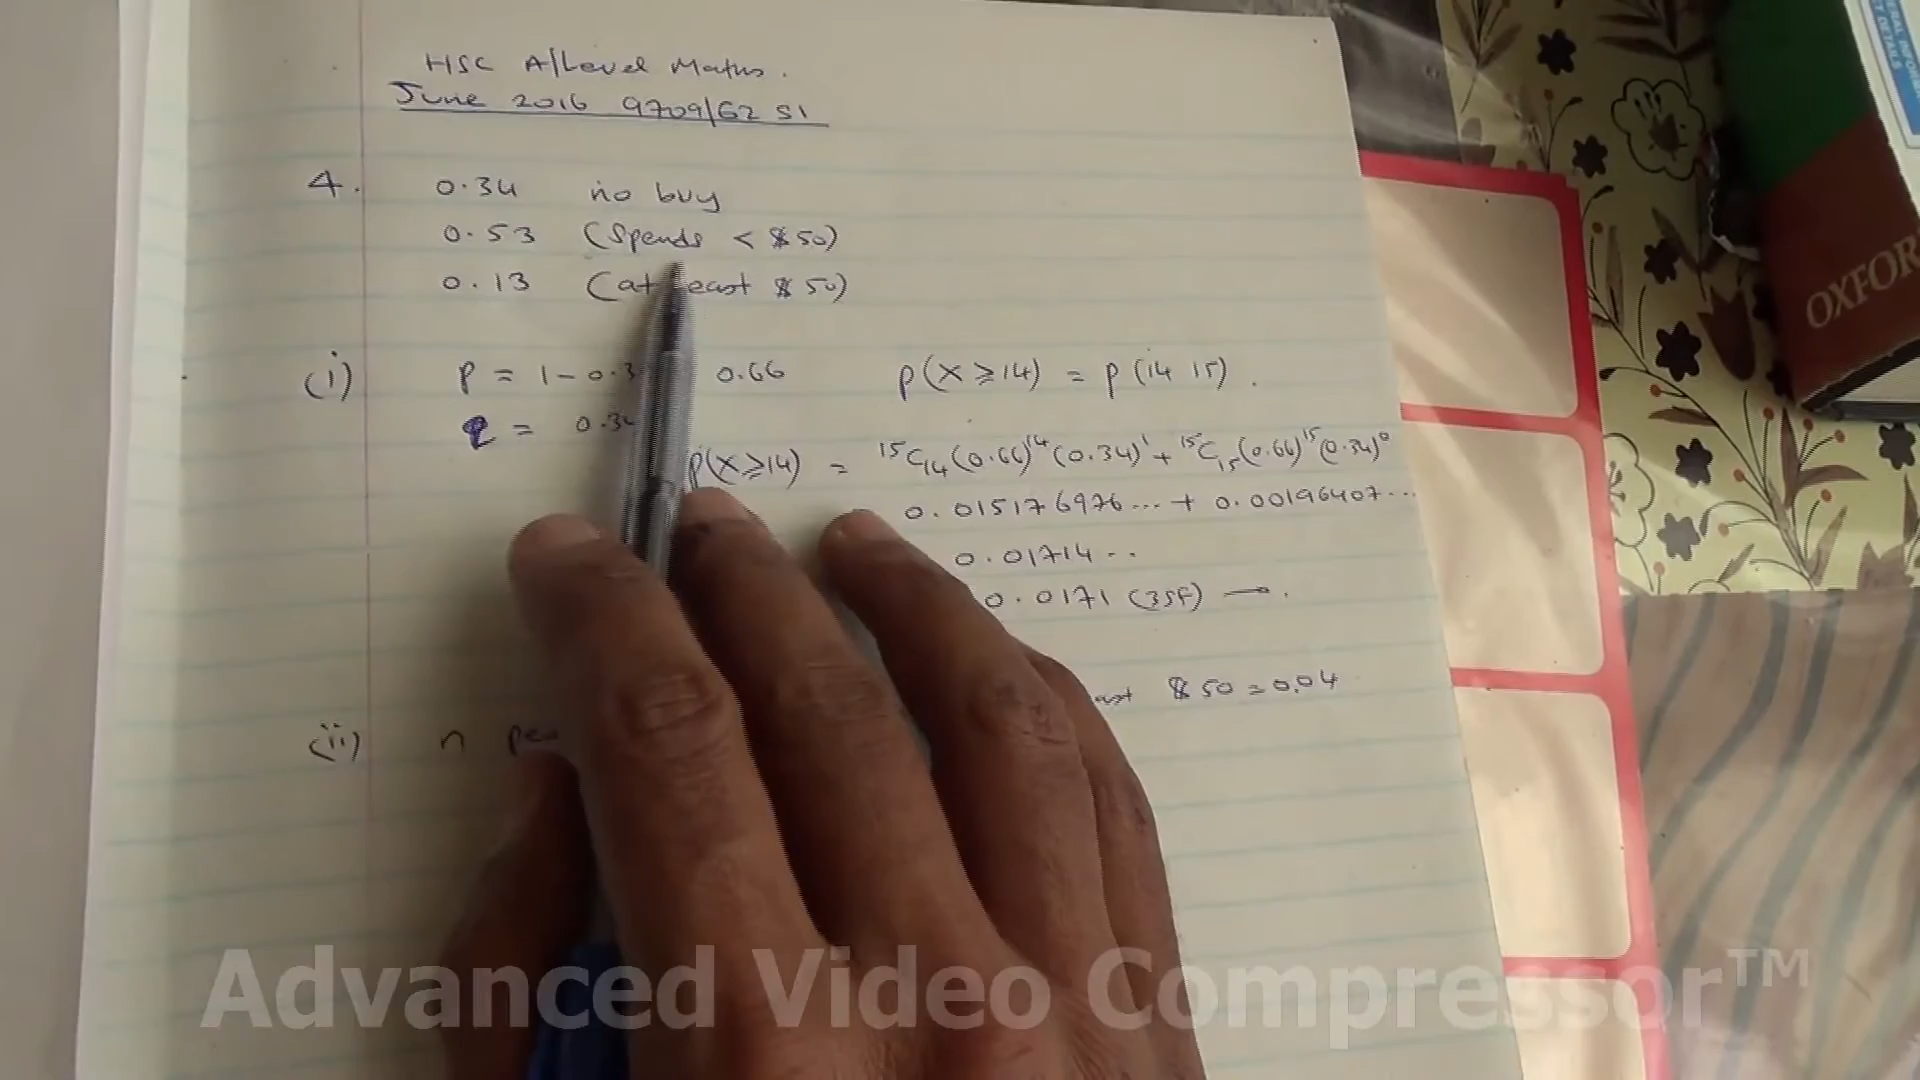 HSC A/Level Maths.
June 2016 9709/62 S1
4. 0.34 no buy
0.53 (Spends < $50)
0.13 (at least $50)
(i) P = 1 - 0.3 0.66 P(X ⩾ 14) = P(14 15).
q = 0.34
P(X⩾14) = ¹⁵C₁₄(0.66)¹⁴(0.34)¹ + ¹⁵C₁₅(0.66)¹⁵(0.34)⁰
0.015176976... + 0.00196407...
0.01714..
0.0171 (3SF)
$50 = 0.04
(ii) n
OXFOR
Advanced Video Compressor™